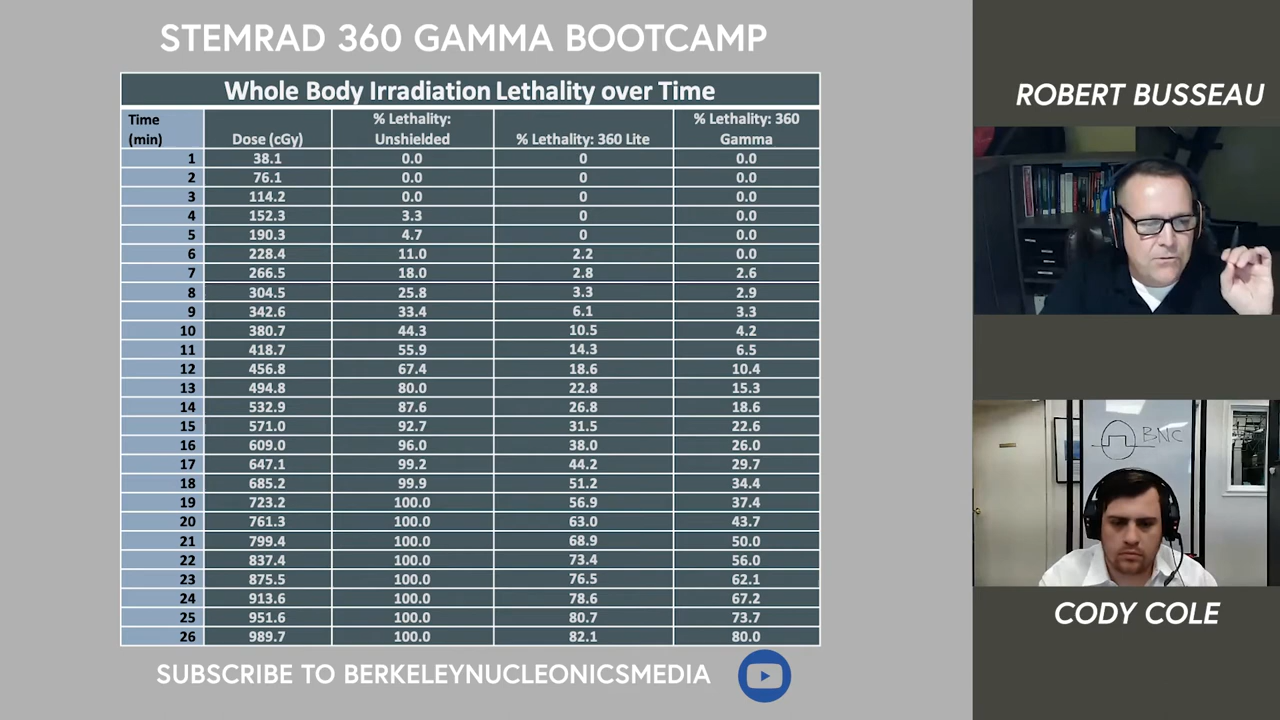 STEMRAD 360 GAMMA BOOTCAMP
Whole Body Irradiation Lethality over Time
Time (min) Dose (cGy) % Lethality: Unshielded % Lethality: 360 Lite % Lethality: 360 Gamma
1 38.1 0.0 0 0.0
2 76.1 0.0 0 0.0
3 114.2 0.0 0 0.0
4 152.3 3.3 0 0.0
5 190.3 4.7 0 0.0
6 228.4 11.0 2.2 0.0
7 266.5 18.0 2.8 2.6
8 304.5 25.8 3.3 2.9
9 342.6 33.4 6.1 3.3
10 380.7 44.3 10.5 4.2
11 418.7 55.9 14.3 6.5
12 456.8 67.4 18.6 10.4
13 494.8 80.0 22.8 15.3
14 532.9 87.6 26.8 18.6
15 571.0 92.7 31.5 22.6
16 609.0 96.0 38.0 26.0
17 647.1 99.2 44.2 29.7
18 685.2 99.9 51.2 34.4
19 723.2 100.0 56.9 37.4
20 761.3 100.0 63.0 43.7
21 799.4 100.0 68.9 50.0
22 837.4 100.0 73.4 56.0
23 875.5 100.0 76.5 62.1
24 913.6 100.0 78.6 67.2
25 951.6 100.0 80.7 73.7
26 989.7 100.0 82.1 80.0
SUBSCRIBE TO BERKELEYNUCLEONICSMEDIA
ROBERT BUSSEAU
BNC
CODY COLE